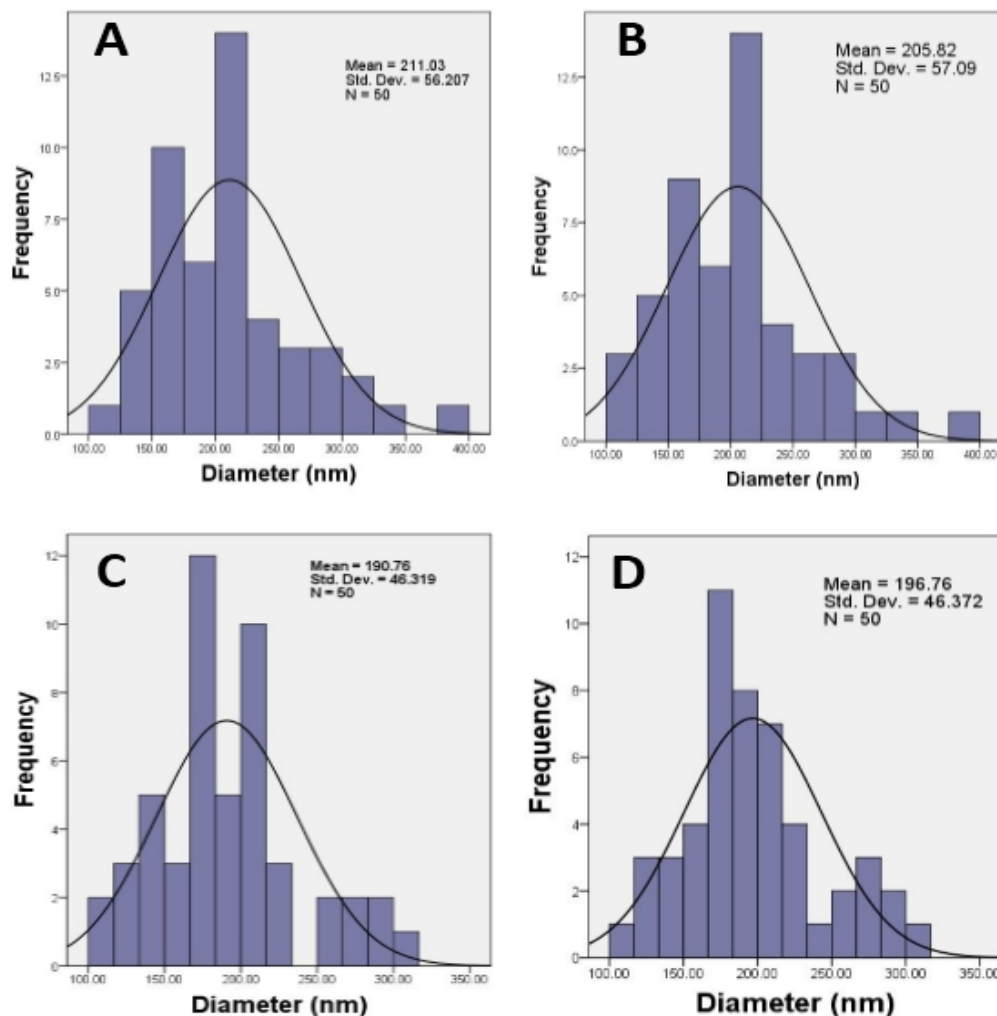 A
Mean = 211.03
Std. Dev. = 56.207
N = 50
12.5
10.0
7.5
5.0
2.5
0.0
Frequency
100.00 150.00 200.00 250.00 300.00 350.00 400.00
Diameter (nm)
B
Mean = 205.82
Std. Dev. = 57.09
N = 50
12.5
10.0
7.5
5.0
2.5
0.0
Frequency
100.00 150.00 200.00 250.00 300.00 350.00 400.00
Diameter (nm)
C
Mean = 190.76
Std. Dev. = 46.319
N = 50
12
10
8
6
4
2
0
Frequency
100.00 150.00 200.00 250.00 300.00 350.00
Diameter (nm)
D
Mean = 196.76
Std. Dev. = 46.372
N = 50
12
10
8
6
4
2
0
Frequency
100.00 150.00 200.00 250.00 300.00 350.00
Diameter (nm)